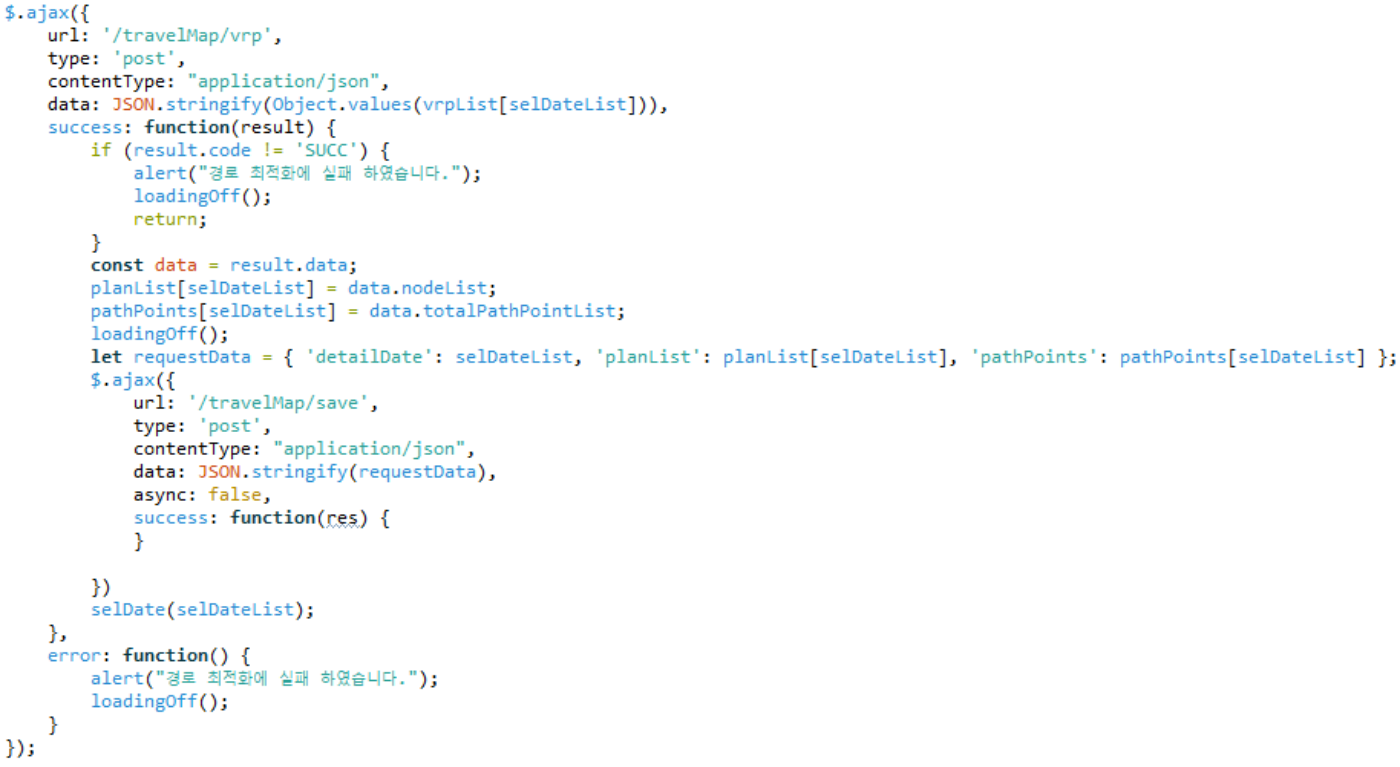 $.ajax({
    url: '/travelMap/vrp',
    type: 'post',
    contentType: "application/json",
    data: JSON.stringify(Object.values(vrpList[selDateList])),
    success: function(result) {
        if (result.code != 'SUCC') {
            alert("경로 최적화에 실패 하였습니다.");
            loadingOff();
            return;
        }
        const data = result.data;
        planList[selDateList] = data.nodeList;
        pathPoints[selDateList] = data.totalPathPointList;
        loadingOff();
        let requestData = { 'detailDate': selDateList, 'planList': planList[selDateList], 'pathPoints': pathPoints[selDateList] };
        $.ajax({
            url: '/travelMap/save',
            type: 'post',
            contentType: "application/json",
            data: JSON.stringify(requestData),
            async: false,
            success: function(res) {
            }

        })
        selDate(selDateList);
    },
    error: function() {
        alert("경로 최적화에 실패 하였습니다.");
        loadingOff();
    }
});